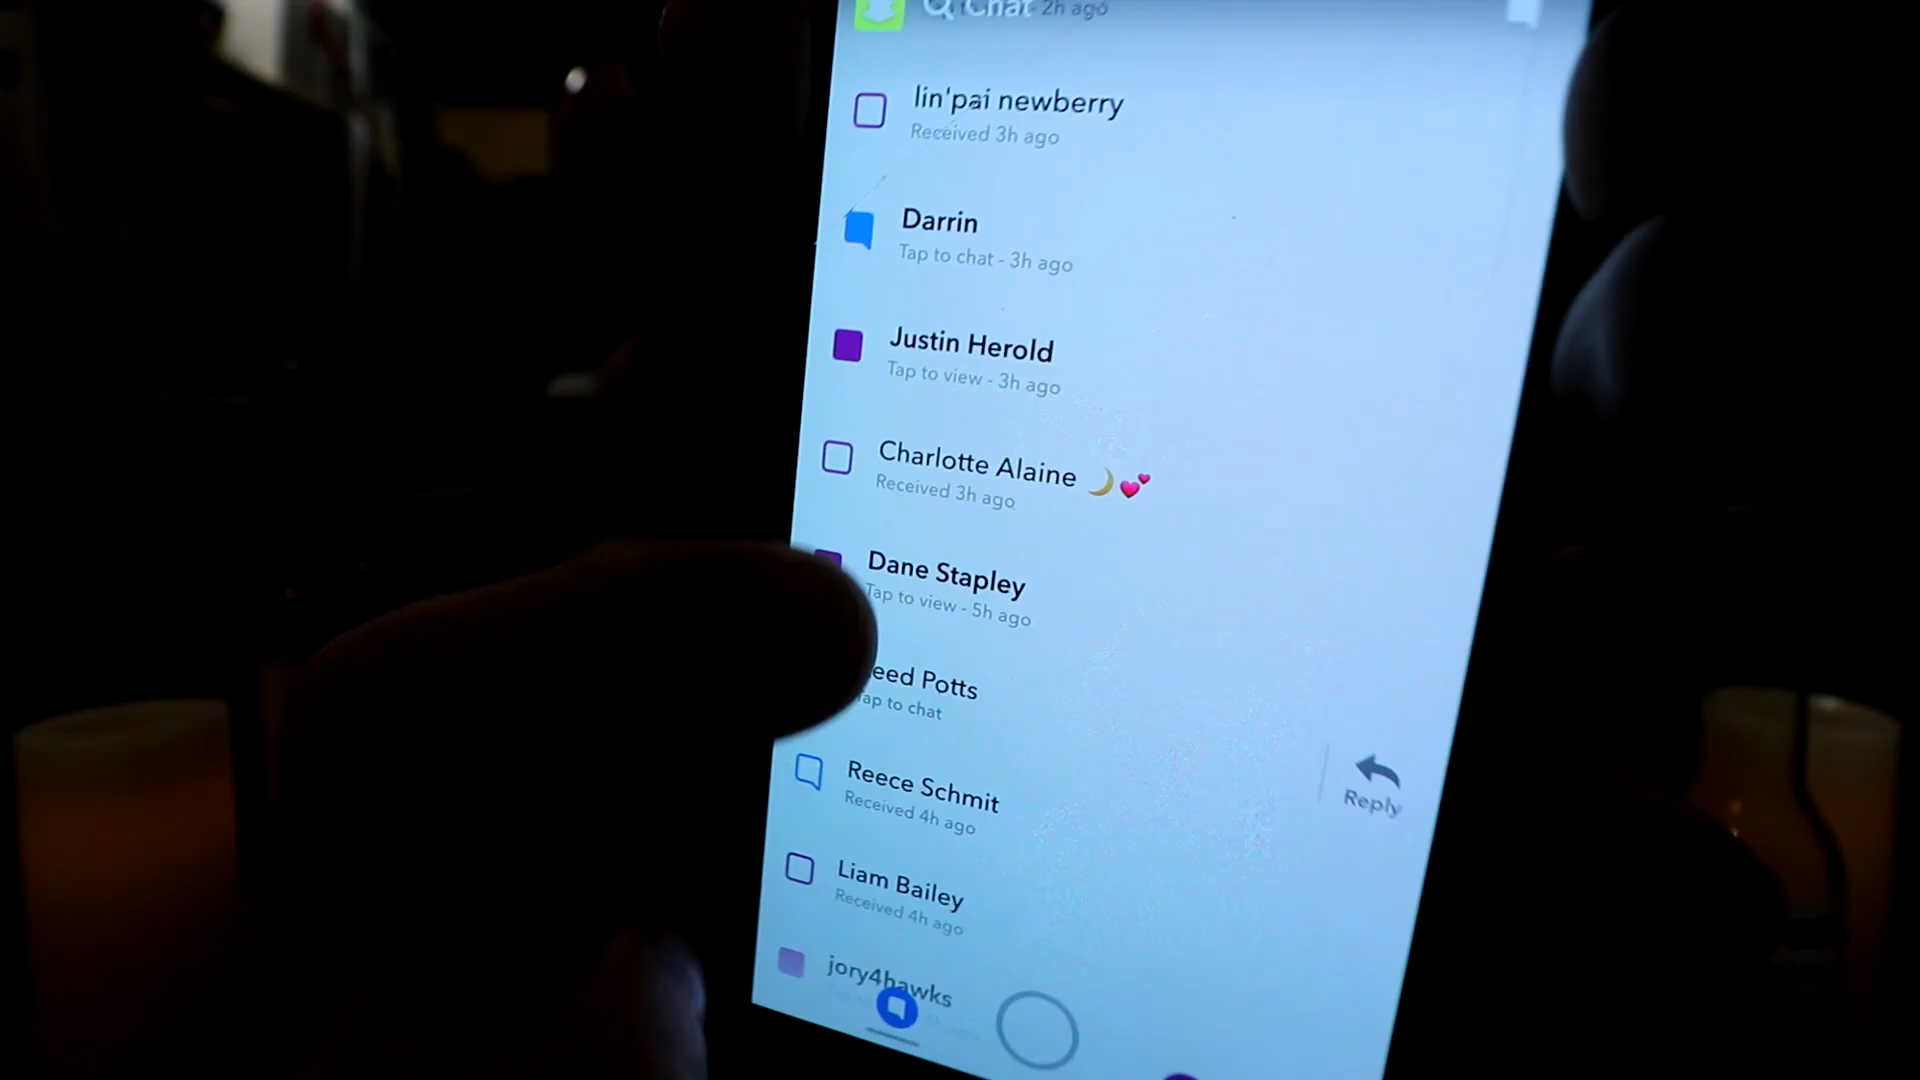 Chat 2h ago
lin'pai newberry
Received 3h ago
Darrin
Tap to chat - 3h ago
Justin Herold
Tap to view - 3h ago
Charlotte Alaine 🌙💕
Received 3h ago
Dane Stapley
Tap to view - 5h ago
eed Potts
Tap to chat
Reece Schmit
Received 4h ago
Reply
Liam Bailey
Received 4h ago
jory4hawks